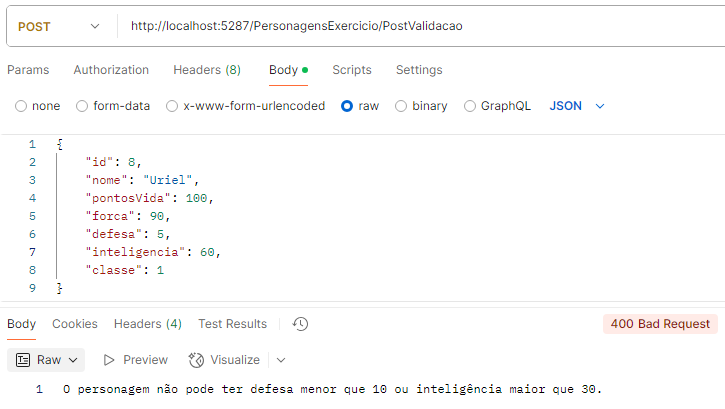 POST http://localhost:5287/PersonagensExercicio/PostValidacao
Params Authorization Headers (8) Body Scripts Settings
none form-data x-www-form-urlencoded raw binary GraphQL JSON
1 {
2 "id": 8,
3 "nome": "Uriel",
4 "pontosVida": 100,
5 "forca": 90,
6 "defesa": 5,
7 "inteligencia": 60,
8 "classe": 1
9 }
Body Cookies Headers (4) Test Results 400 Bad Request
Raw Preview Visualize
1 O personagem não pode ter defesa menor que 10 ou inteligência maior que 30.